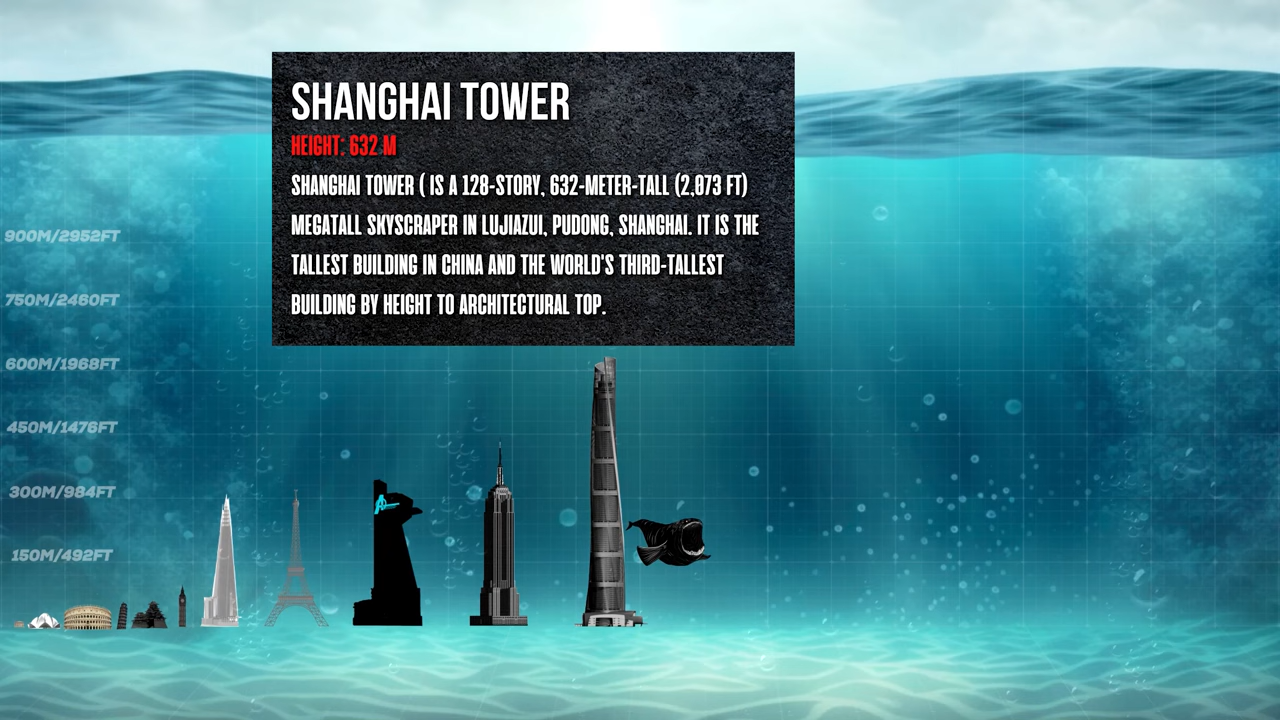 SHANGHAI TOWER
HEIGHT: 632 M
SHANGHAI TOWER ( IS A 128-STORY, 632-METER-TALL (2,073 FT)
MEGATALL SKYSCRAPER IN LUJIAZUI, PUDONG, SHANGHAI. IT IS THE
TALLEST BUILDING IN CHINA AND THE WORLD'S THIRD-TALLEST
BUILDING BY HEIGHT TO ARCHITECTURAL TOP.
900M/2952FT
750M/2460FT
600M/1968FT
450M/1476FT
300M/984FT
150M/492FT